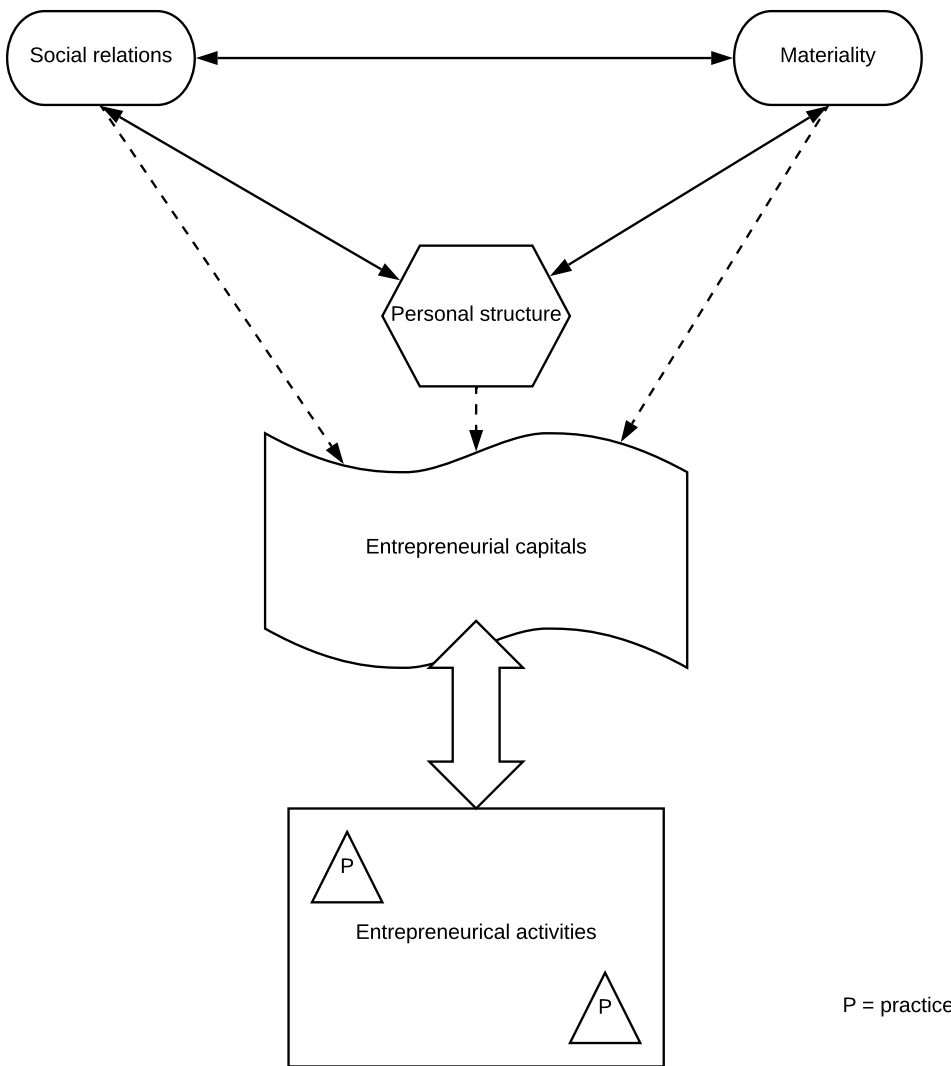 Social relations
Materiality
Personal structure
Entrepreneurial capitals
P
Entrepreneurical activities
P
P = practice